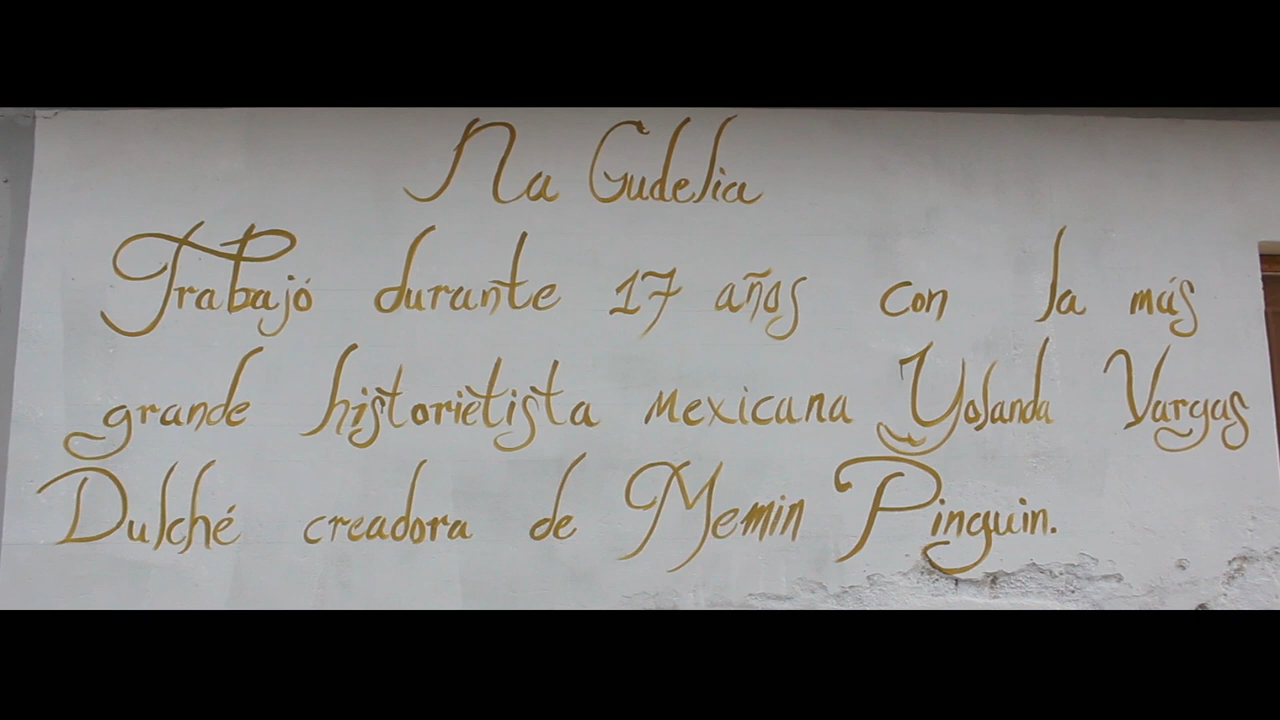 Na Gudelia
Trabajó durante 17 años con la más
grande historietista mexicana Yolanda Vargas
Dulché creadora de Memin Pinguin.